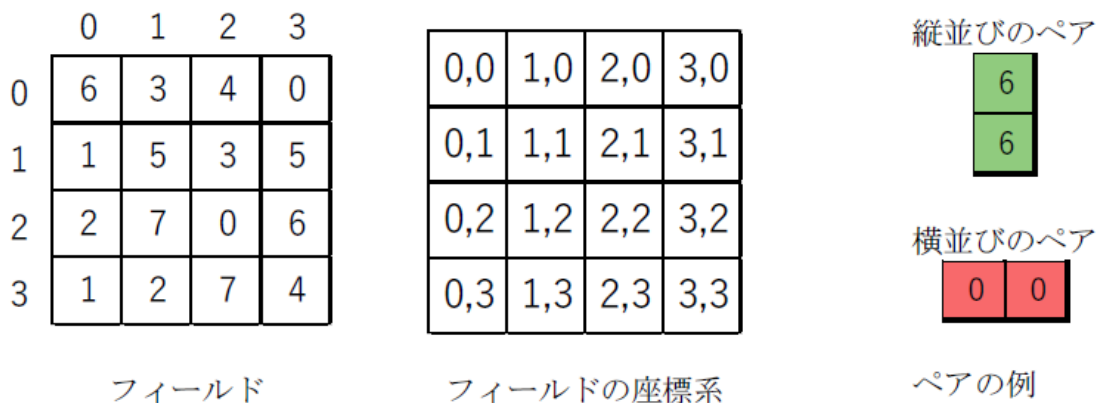 0 1 2 3
0 6 3 4 0
1 1 5 3 5
2 2 7 0 6
3 1 2 7 4
フィールド
0,0 1,0 2,0 3,0
0,1 1,1 2,1 3,1
0,2 1,2 2,2 3,2
0,3 1,3 2,3 3,3
フィールドの座標系
縦並びのペア
6
6
横並びのペア
0 0
ペアの例